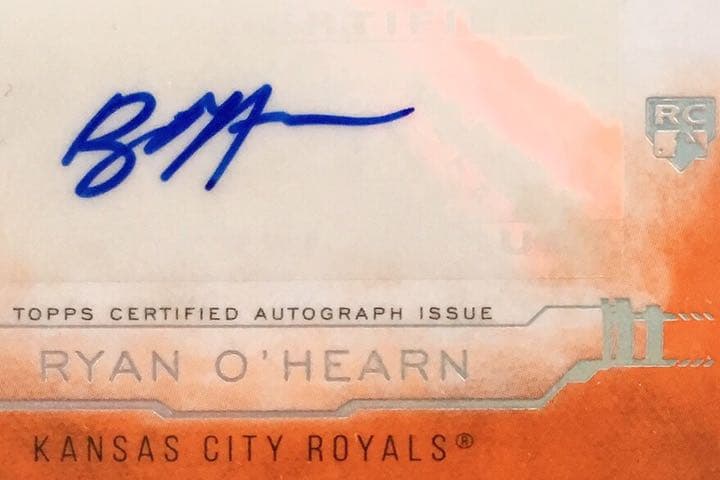 RC
TOPPS CERTIFIED AUTOGRAPH ISSUE
RYAN O'HEARN
KANSAS CITY ROYALS®